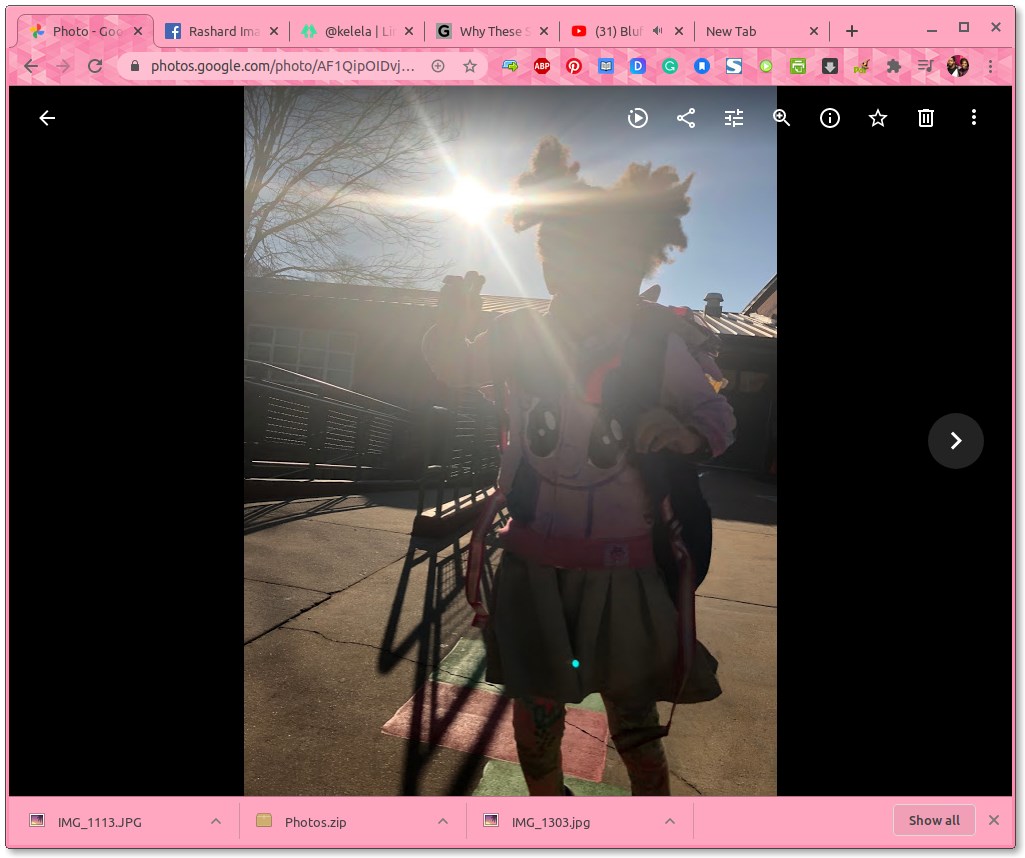 Photo - Goo
Rashard Ima
@kelela | Li
G
Why These S
(31) Blu
New Tab
photos.google.com/photo/AF1QipOIDvj...
ABP
D
S
IMG_1113.JPG
Photos.zip
IMG_1303.jpg
Show all